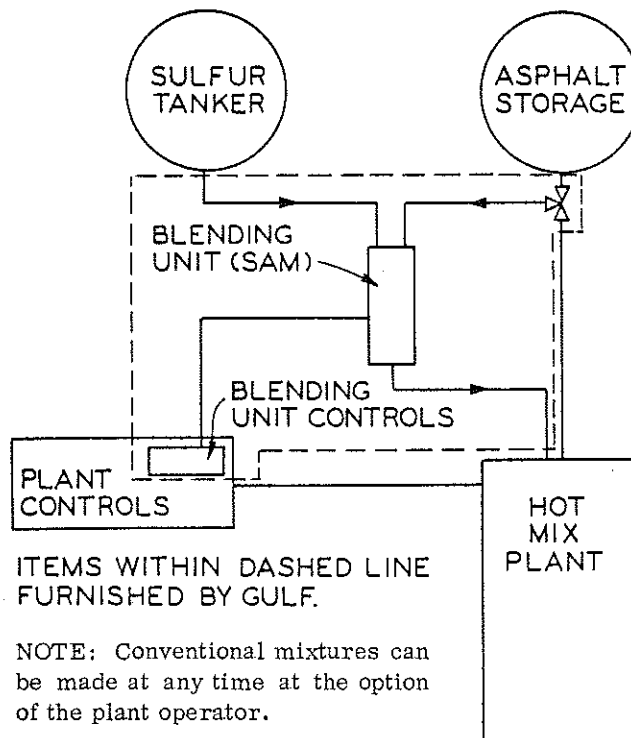 SULFUR
TANKER
ASPHALT
STORAGE
BLENDING
UNIT (SAM)
BLENDING
UNIT CONTROLS
PLANT
CONTROLS
HOT
MIX
PLANT
ITEMS WITHIN DASHED LINE
FURNISHED BY GULF.
NOTE: Conventional mixtures can
be made at any time at the option
of the plant operator.